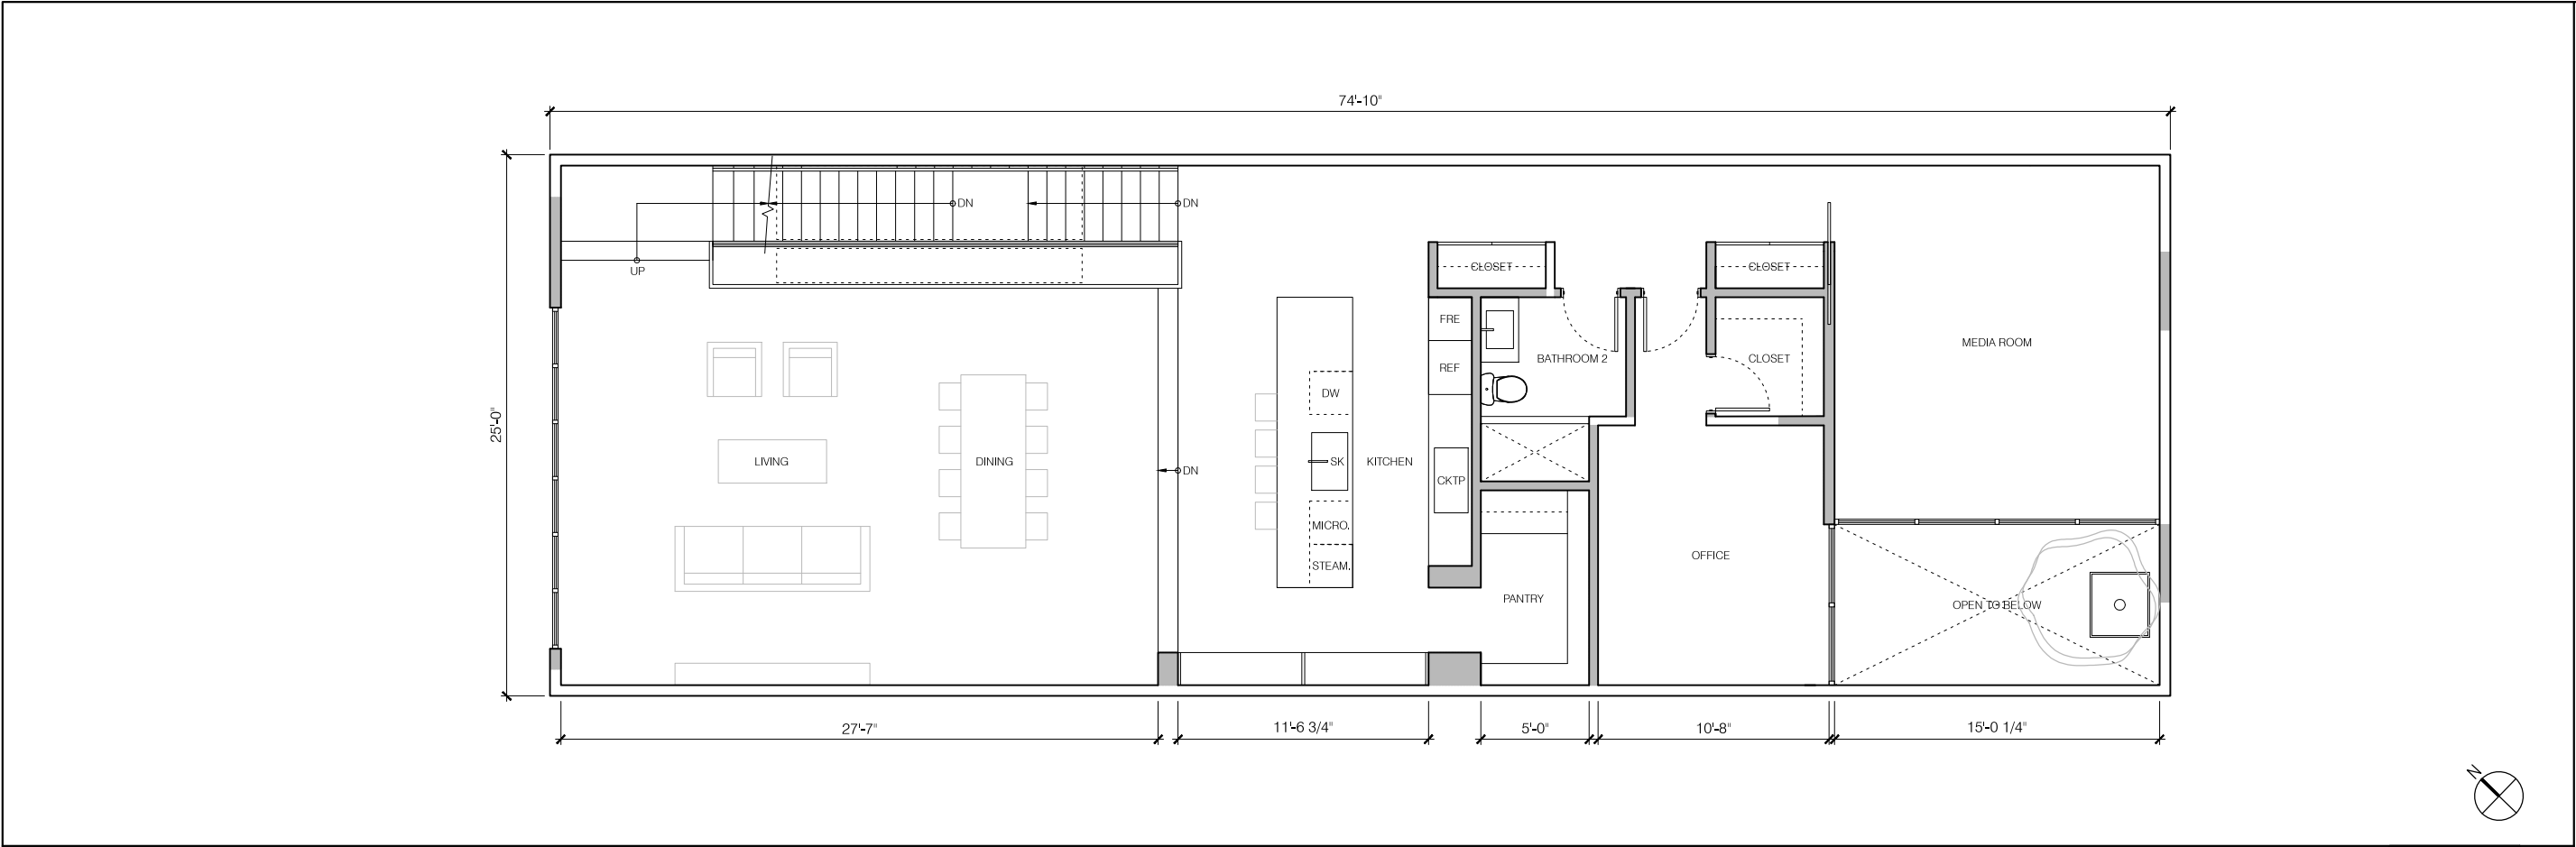 74'-10"
25'-0"
DN
DN
UP
CLOSET
CLOSET
FRE
REF
BATHROOM 2
CLOSET
MEDIA ROOM
DW
LIVING
DINING
DN
SK
KITCHEN
CKTP
MICRO.
STEAM.
OFFICE
PANTRY
OPEN TO BELOW
27'-7"
11'-6 3/4"
5'-0"
10'-8"
15'-0 1/4"
N